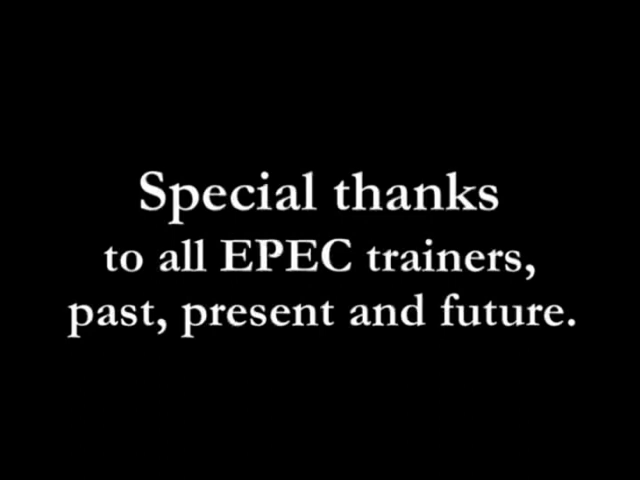 Special thanks
to all EPEC trainers,
past, present and future.